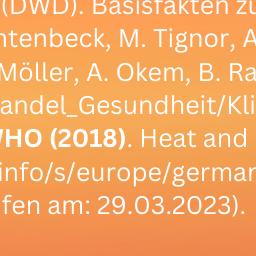 (DWD). Basisfakten zu
ntenbeck, M. Tignor, A
Möller, A. Okem, B. Ra
andel_Gesundheit/Kli
WHO (2018). Heat and
info/s/europe/german
fen am: 29.03.2023).